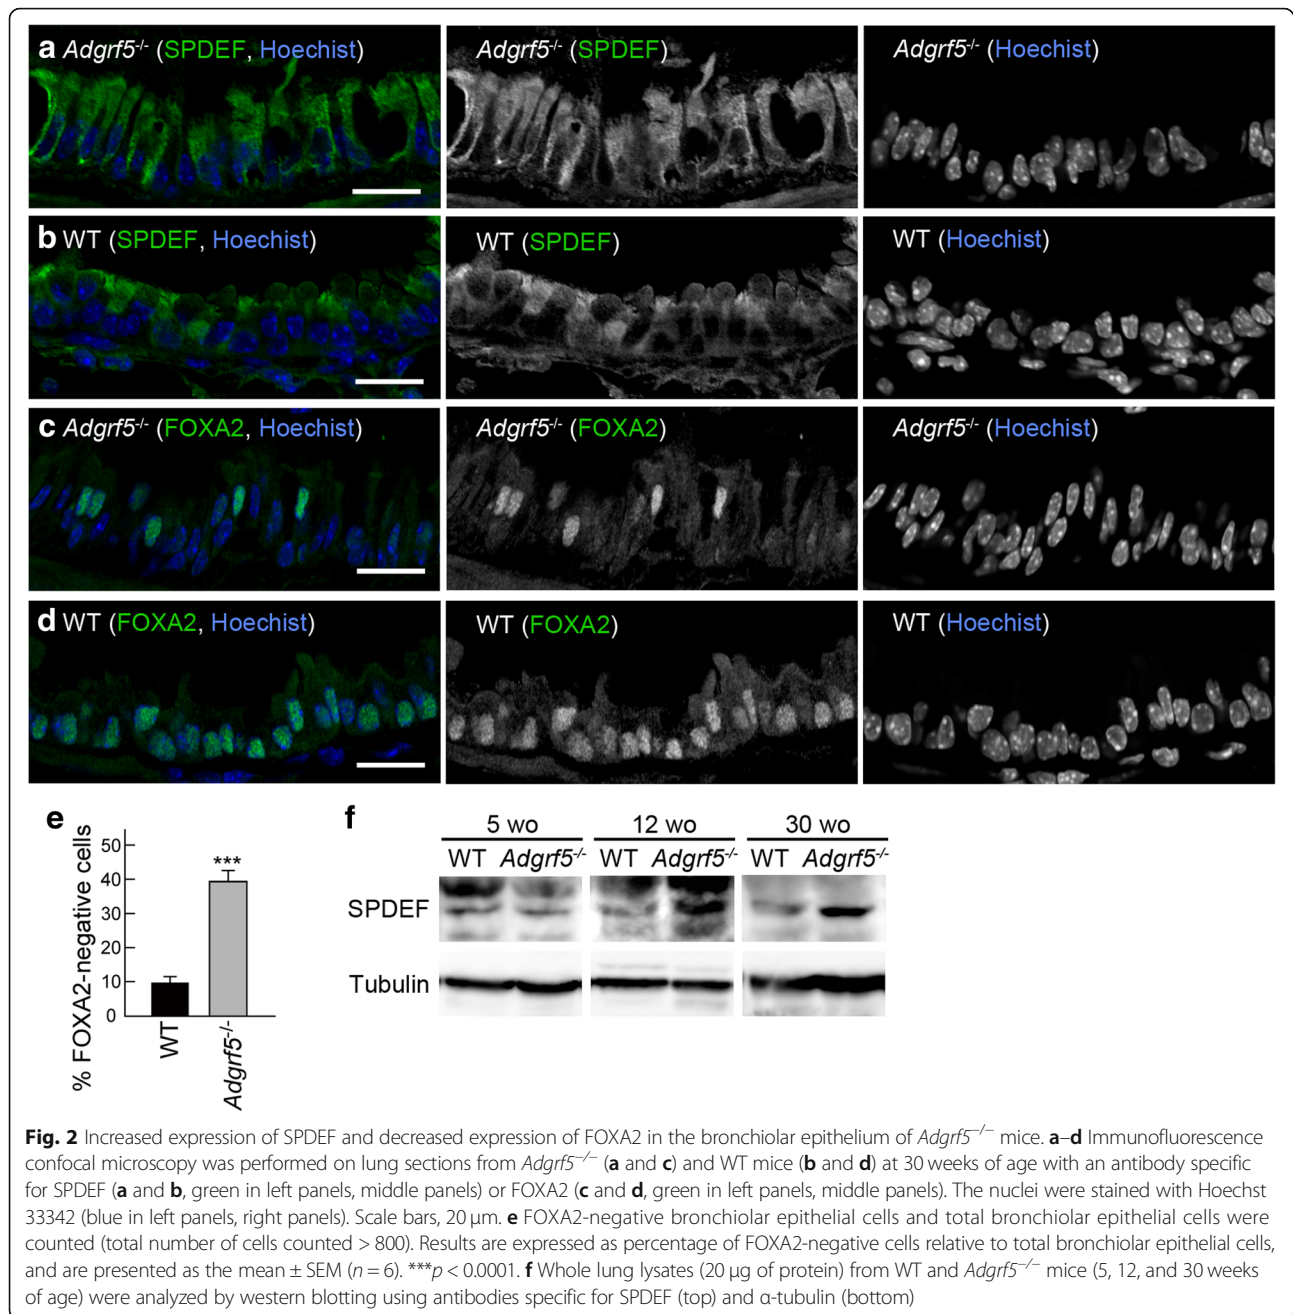 a Adgrf5-/- (SPDEF, Hoechist)
Adgrf5-/- (SPDEF)
Adgrf5-/- (Hoechist)
b WT (SPDEF, Hoechist)
WT (SPDEF)
WT (Hoechist)
c Adgrf5-/- (FOXA2, Hoechist)
Adgrf5-/- (FOXA2)
Adgrf5-/- (Hoechist)
d WT (FOXA2, Hoechist)
WT (FOXA2)
WT (Hoechist)
e
% FOXA2-negative cells
50
40
30
20
10
0
***
WT
Adgrf5-/-
f
5 wo 12 wo 30 wo
WT Adgrf5-/- WT Adgrf5-/- WT Adgrf5-/-
SPDEF
Tubulin
Fig. 2 Increased expression of SPDEF and decreased expression of FOXA2 in the bronchiolar epithelium of Adgrf5−/− mice. a–d Immunofluorescence
confocal microscopy was performed on lung sections from Adgrf5−/− (a and c) and WT mice (b and d) at 30 weeks of age with an antibody specific
for SPDEF (a and b, green in left panels, middle panels) or FOXA2 (c and d, green in left panels, middle panels). The nuclei were stained with Hoechst
33342 (blue in left panels, right panels). Scale bars, 20 μm. e FOXA2-negative bronchiolar epithelial cells and total bronchiolar epithelial cells were
counted (total number of cells counted > 800). Results are expressed as percentage of FOXA2-negative cells relative to total bronchiolar epithelial cells,
and are presented as the mean ± SEM (n = 6). ***p < 0.0001. f Whole lung lysates (20 μg of protein) from WT and Adgrf5−/− mice (5, 12, and 30 weeks
of age) were analyzed by western blotting using antibodies specific for SPDEF (top) and α-tubulin (bottom)